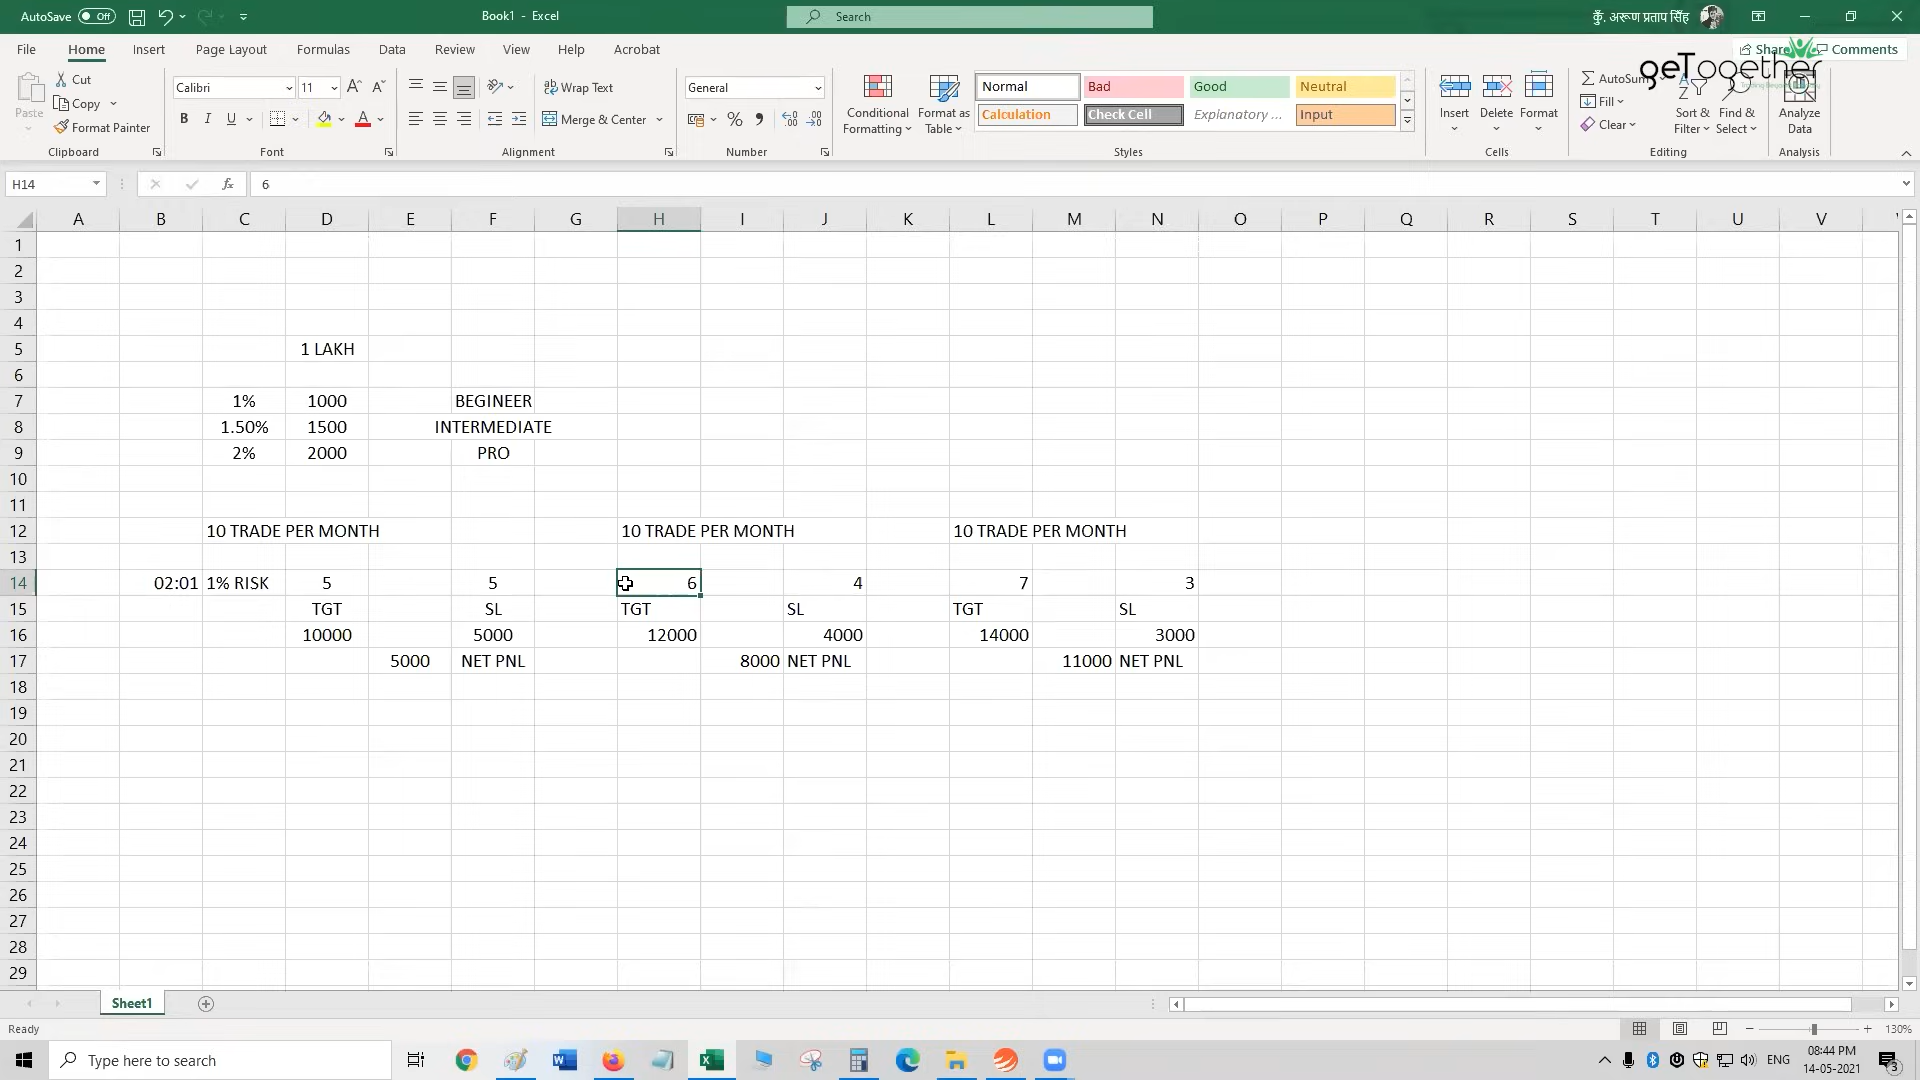 AutoSave Off Book1 - Excel Search कुँ. अरूण प्रताप सिँह
File Home Insert Page Layout Formulas Data Review View Help Acrobat Share Comments
geTogether
Paste Cut Copy Format Painter Clipboard
Calibri 11 A A B I U A Font
Wrap Text Merge & Center Alignment
General % Number
Conditional Formatting Format as Table
Normal Bad Good Neutral
Calculation Check Cell Explanatory ... Input
Styles
Insert Delete Format Cells
AutoSum Fill Clear Sort & Filter Find & Select Editing
Analyze Data Analysis
H14 fx 6
A B C D E F G H I J K L M N O P Q R S T U V
1
2
3
4
5 1 LAKH
6
7 1% 1000 BEGINEER
8 1.50% 1500 INTERMEDIATE
9 2% 2000 PRO
10
11
12 10 TRADE PER MONTH 10 TRADE PER MONTH 10 TRADE PER MONTH
13
14 02:01 1% RISK 5 5 6 4 7 3
15 TGT SL TGT SL TGT SL
16 10000 5000 12000 4000 14000 3000
17 5000 NET PNL 8000 NET PNL 11000 NET PNL
18
19
20
21
22
23
24
25
26
27
28
29
Sheet1
Ready 130%
Type here to search ENG 08:44 PM
14-05-2021 3